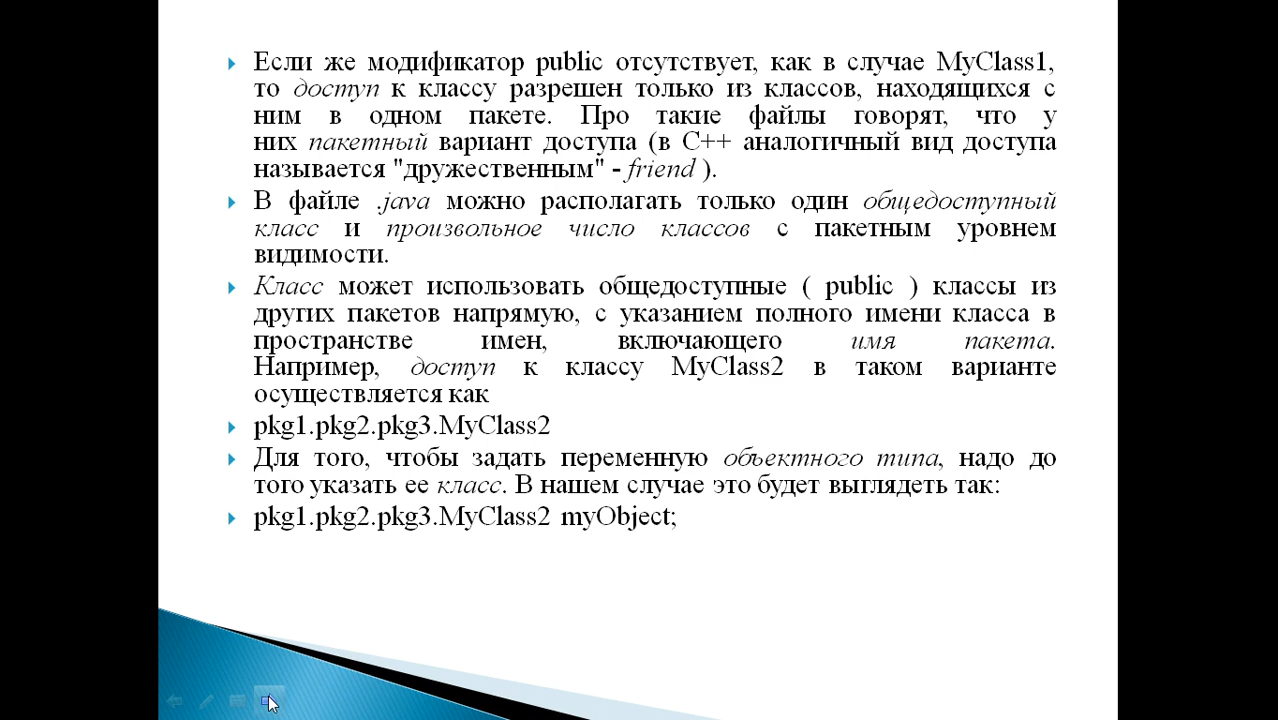 Если же модификатор public отсутствует, как в случае MyClass1,
то доступ к классу разрешен только из классов, находящихся с
ним в одном пакете. Про такие файлы говорят, что у
них пакетный вариант доступа (в C++ аналогичный вид доступа
называется "дружественным" - friend ).
В файле .java можно располагать только один общедоступный
класс и произвольное число классов с пакетным уровнем
видимости.
Класс может использовать общедоступные ( public ) классы из
других пакетов напрямую, с указанием полного имени класса в
пространстве имен, включающего имя пакета.
Например, доступ к классу MyClass2 в таком варианте
осуществляется как
pkg1.pkg2.pkg3.MyClass2
Для того, чтобы задать переменную объектного типа, надо до
того указать ее класс. В нашем случае это будет выглядеть так:
pkg1.pkg2.pkg3.MyClass2 myObject;